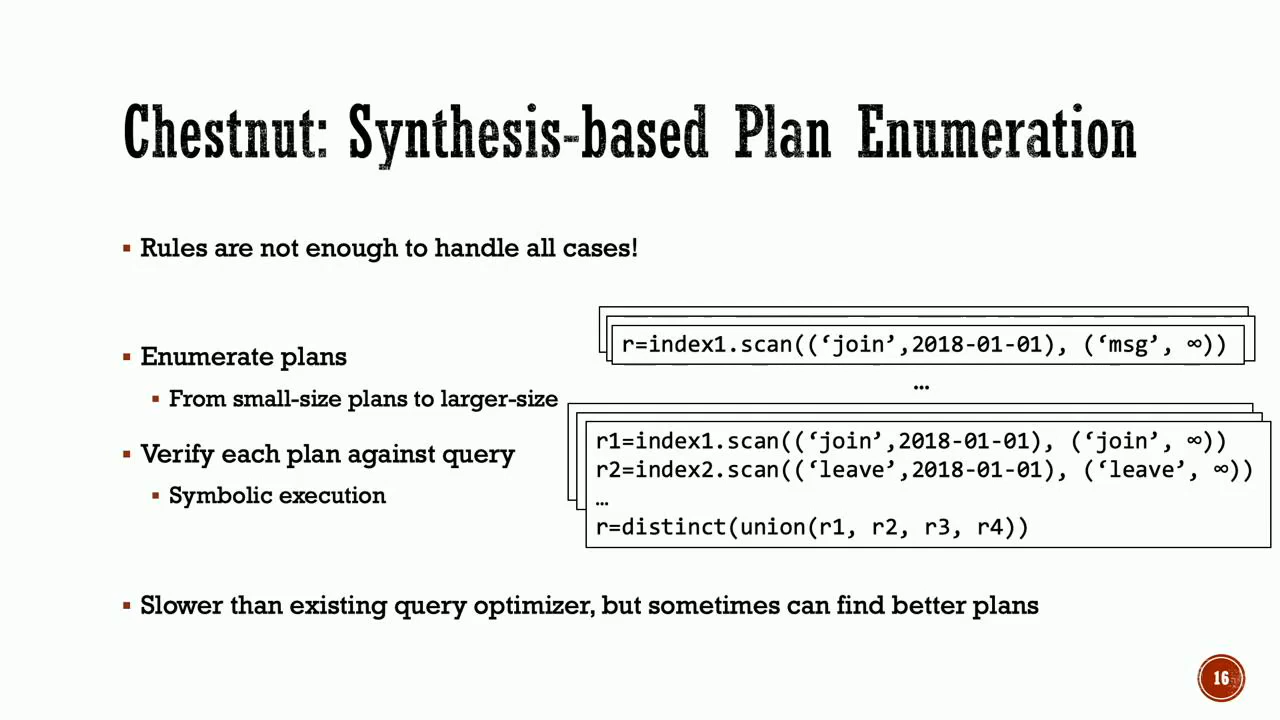 Chestnut: Synthesis-based Plan Enumeration
▪ Rules are not enough to handle all cases!
▪ Enumerate plans
▪ From small-size plans to larger-size
▪ Verify each plan against query
▪ Symbolic execution
r=index1.scan((‘join’,2018-01-01), (‘msg’, ∞))
…
r1=index1.scan((‘join’,2018-01-01), (‘join’, ∞))
r2=index2.scan((‘leave’,2018-01-01), (‘leave’, ∞))
…
r=distinct(union(r1, r2, r3, r4))
▪ Slower than existing query optimizer, but sometimes can find better plans
16